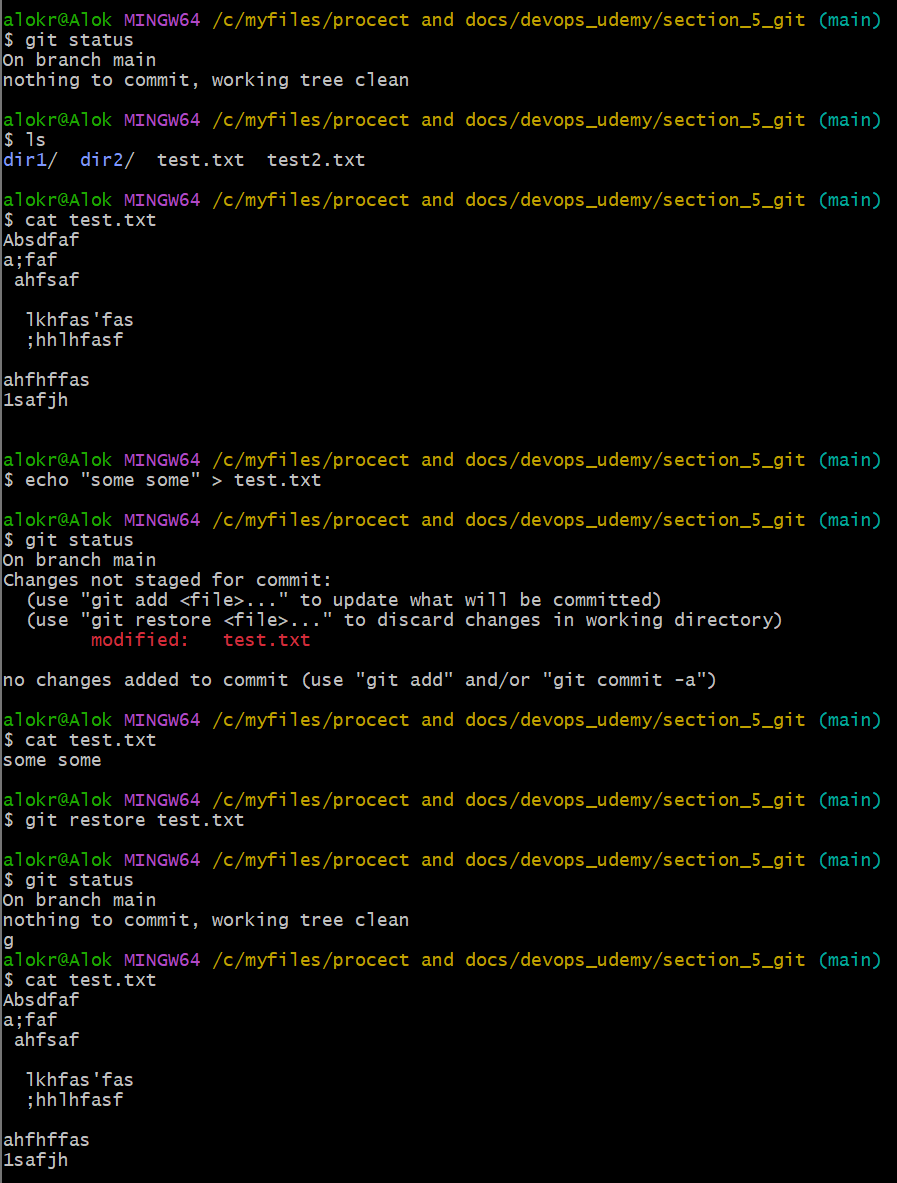 alokr@Alok MINGW64 /c/myfiles/procect and docs/devops_udemy/section_5_git (main)
$ git status
On branch main
nothing to commit, working tree clean

alokr@Alok MINGW64 /c/myfiles/procect and docs/devops_udemy/section_5_git (main)
$ ls
dir1/  dir2/  test.txt  test2.txt

alokr@Alok MINGW64 /c/myfiles/procect and docs/devops_udemy/section_5_git (main)
$ cat test.txt
Absdfaf
a;faf
 ahfsaf

  lkhfas'fas
  ;hhlhfasf

ahfhffas
1safjh


alokr@Alok MINGW64 /c/myfiles/procect and docs/devops_udemy/section_5_git (main)
$ echo "some some" > test.txt

alokr@Alok MINGW64 /c/myfiles/procect and docs/devops_udemy/section_5_git (main)
$ git status
On branch main
Changes not staged for commit:
  (use "git add <file>..." to update what will be committed)
  (use "git restore <file>..." to discard changes in working directory)
        modified:   test.txt

no changes added to commit (use "git add" and/or "git commit -a")

alokr@Alok MINGW64 /c/myfiles/procect and docs/devops_udemy/section_5_git (main)
$ cat test.txt
some some

alokr@Alok MINGW64 /c/myfiles/procect and docs/devops_udemy/section_5_git (main)
$ git restore test.txt

alokr@Alok MINGW64 /c/myfiles/procect and docs/devops_udemy/section_5_git (main)
$ git status
On branch main
nothing to commit, working tree clean
g
alokr@Alok MINGW64 /c/myfiles/procect and docs/devops_udemy/section_5_git (main)
$ cat test.txt
Absdfaf
a;faf
 ahfsaf

  lkhfas'fas
  ;hhlhfasf

ahfhffas
1safjh